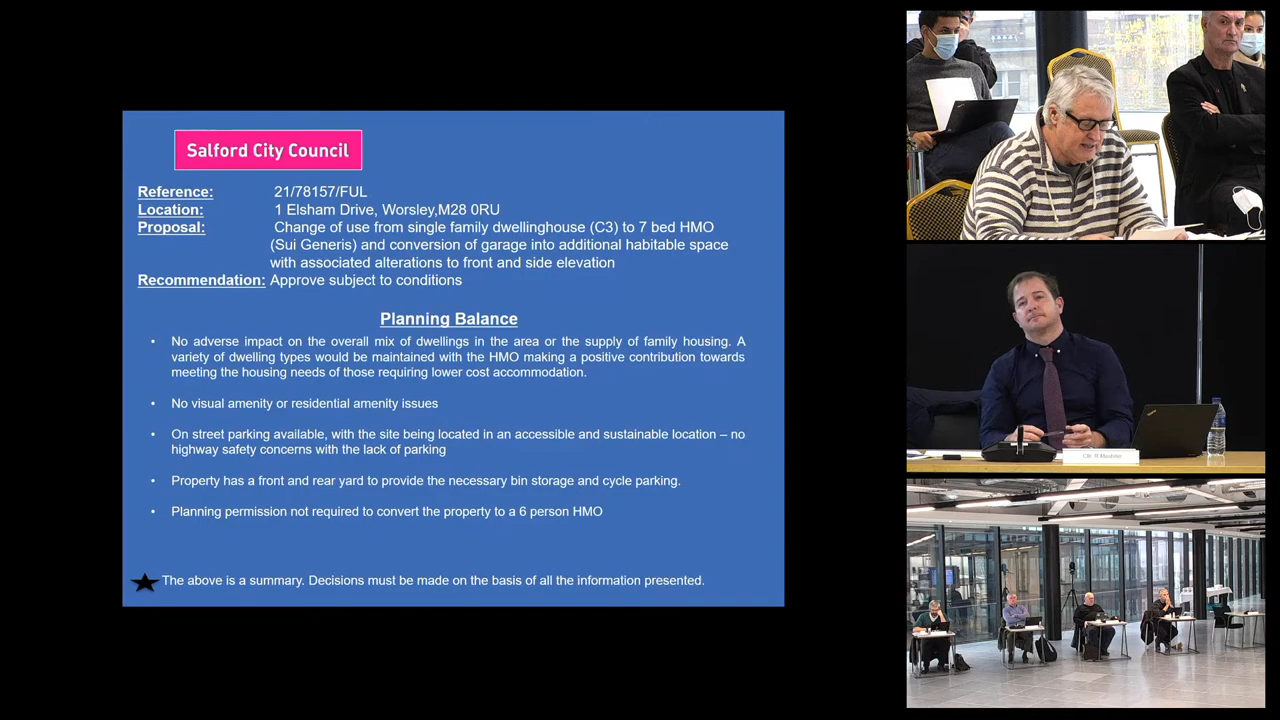 Salford City Council
Reference: 21/78157/FUL
Location: 1 Elsham Drive, Worsley,M28 0RU
Proposal: Change of use from single family dwellinghouse (C3) to 7 bed HMO
(Sui Generis) and conversion of garage into additional habitable space
with associated alterations to front and side elevation
Recommendation: Approve subject to conditions
Planning Balance
• No adverse impact on the overall mix of dwellings in the area or the supply of family housing. A
variety of dwelling types would be maintained with the HMO making a positive contribution towards
meeting the housing needs of those requiring lower cost accommodation.
• No visual amenity or residential amenity issues
• On street parking available, with the site being located in an accessible and sustainable location – no
highway safety concerns with the lack of parking
• Property has a front and rear yard to provide the necessary bin storage and cycle parking.
• Planning permission not required to convert the property to a 6 person HMO
The above is a summary. Decisions must be made on the basis of all the information presented.